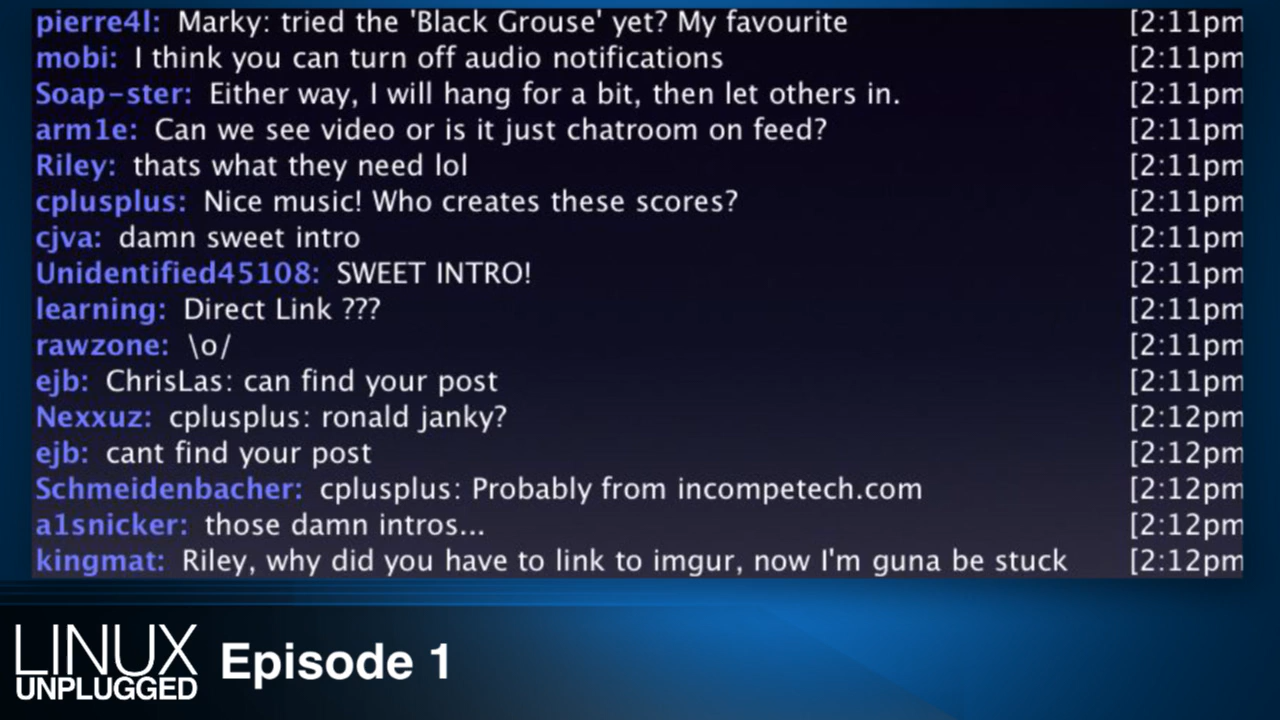 pierre4l: Marky: tried the 'Black Grouse' yet? My favourite [2:11pm
mobi: I think you can turn off audio notifications [2:11pm
Soap-ster: Either way, I will hang for a bit, then let others in. [2:11pm
arm1e: Can we see video or is it just chatroom on feed? [2:11pm
Riley: thats what they need lol [2:11pm
cplusplus: Nice music! Who creates these scores? [2:11pm
cjva: damn sweet intro [2:11pm
Unidentified45108: SWEET INTRO! [2:11pm
learning: Direct Link ??? [2:11pm
rawzone: \o/ [2:11pm
ejb: ChrisLas: can find your post [2:11pm
Nexxuz: cplusplus: ronald janky? [2:12pm
ejb: cant find your post [2:12pm
Schmeidenbacher: cplusplus: Probably from incompetech.com [2:12pm
a1snicker: those damn intros... [2:12pm
kingmat: Riley, why did you have to link to imgur, now I'm guna be stuck [2:12pm
LINUX
UNPLUGGED
Episode 1